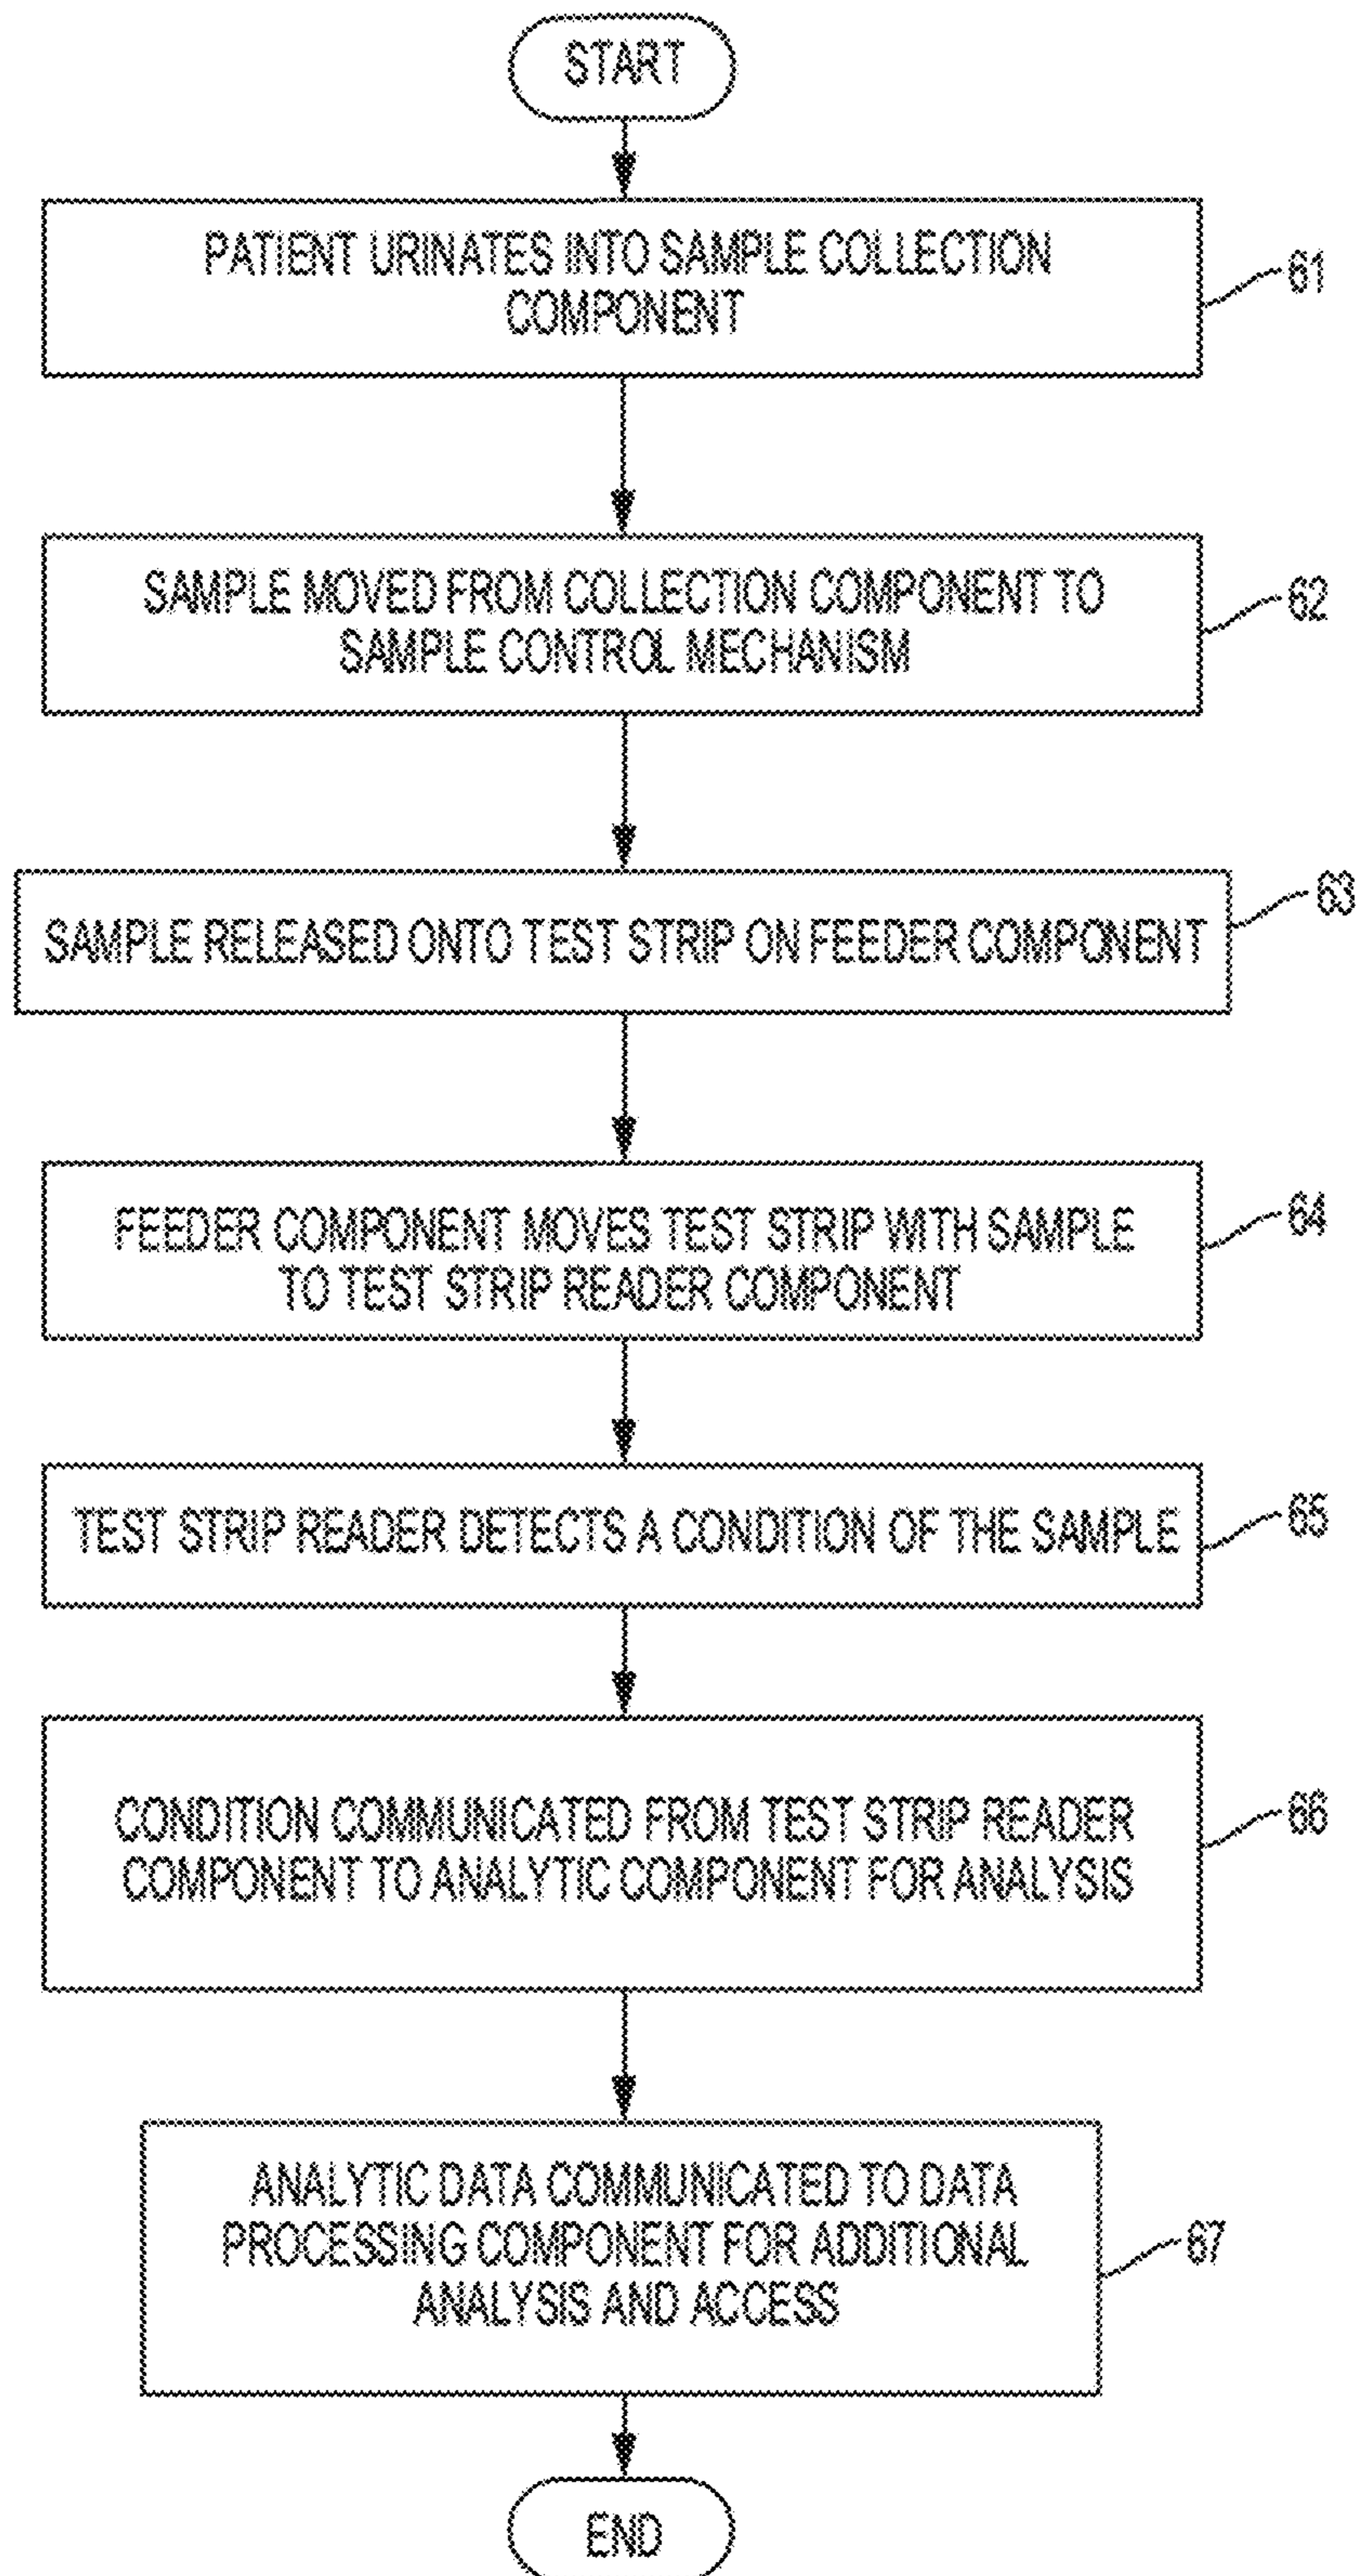 START
PATIENT URINATES INTO SAMPLE COLLECTION
COMPONENT
61
SAMPLE MOVED FROM COLLECTION COMPONENT TO
SAMPLE CONTROL MECHANISM
62
SAMPLE RELEASED ONTO TEST STRIP ON FEEDER COMPONENT
63
FEEDER COMPONENT MOVES TEST STRIP WITH SAMPLE
TO TEST STRIP READER COMPONENT
64
TEST STRIP READER DETECTS A CONDITION OF THE SAMPLE
65
CONDITION COMMUNICATED FROM TEST STRIP READER
COMPONENT TO ANALYTIC COMPONENT FOR ANALYSIS
66
ANALYTIC DATA COMMUNICATED TO DATA
PROCESSING COMPONENT FOR ADDITIONAL
ANALYSIS AND ACCESS
67
END